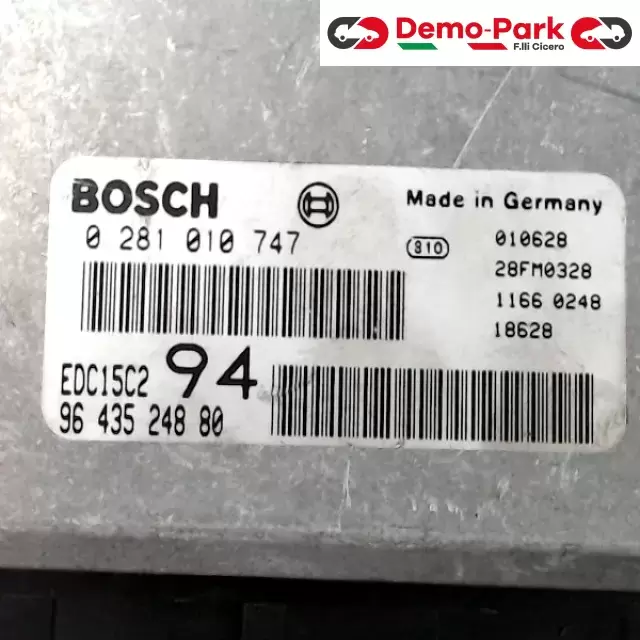 Demo-Park
F.lli Cicero
BOSCH
Made in Germany
0 281 010 747
310
010628
28FM0328
1166 0248
18628
EDC15C2
94
96 435 248 80